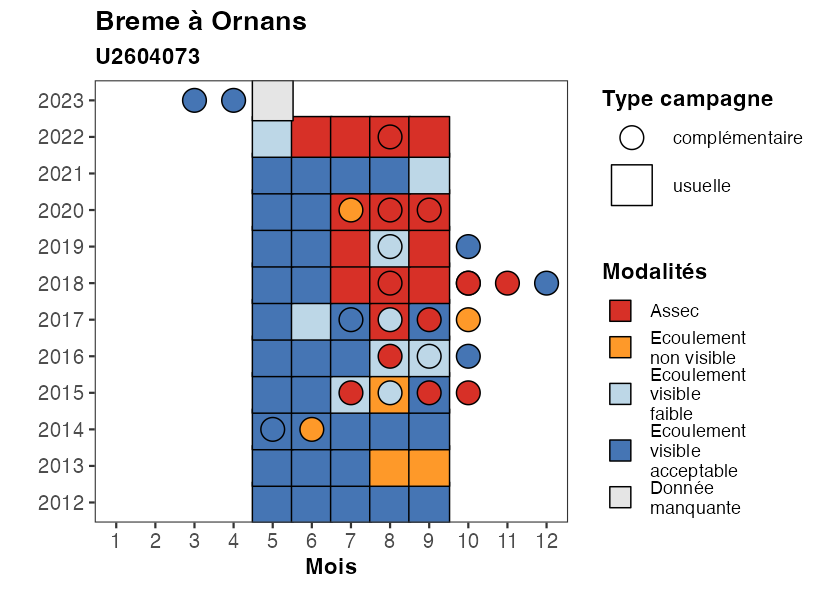 Breme à Ornans
U2604073
2023
2022
2021
2020
2019
2018
2017
2016
2015
2014
2013
2012
1 2 3 4 5 6 7 8 9 10 11 12
Mois
Type campagne
complémentaire
usuelle
Modalités
Assec
Ecoulement
non visible
Ecoulement
visible
faible
Ecoulement
visible
acceptable
Donnée
manquante